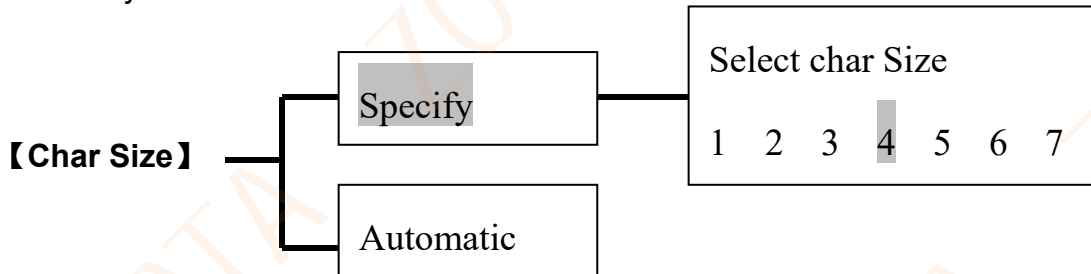 【Char Size】
Specify
Automatic
Select char Size
1 2 3 4 5 6 7